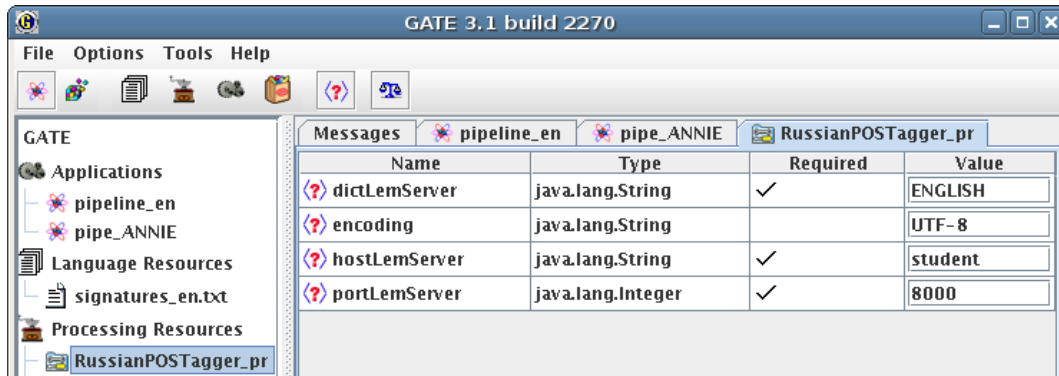 GATE 3.1 build 2270
File Options Tools Help
GATE
Applications
pipeline_en
pipe_ANNIE
Language Resources
signatures_en.txt
Processing Resources
RussianPOSTagger_pr
Messages pipeline_en pipe_ANNIE RussianPOSTagger_pr
Name Type Required Value
<?> dictLemServer java.lang.String ✓ ENGLISH
<?> encoding java.lang.String UTF-8
<?> hostLemServer java.lang.String ✓ student
<?> portLemServer java.lang.Integer ✓ 8000